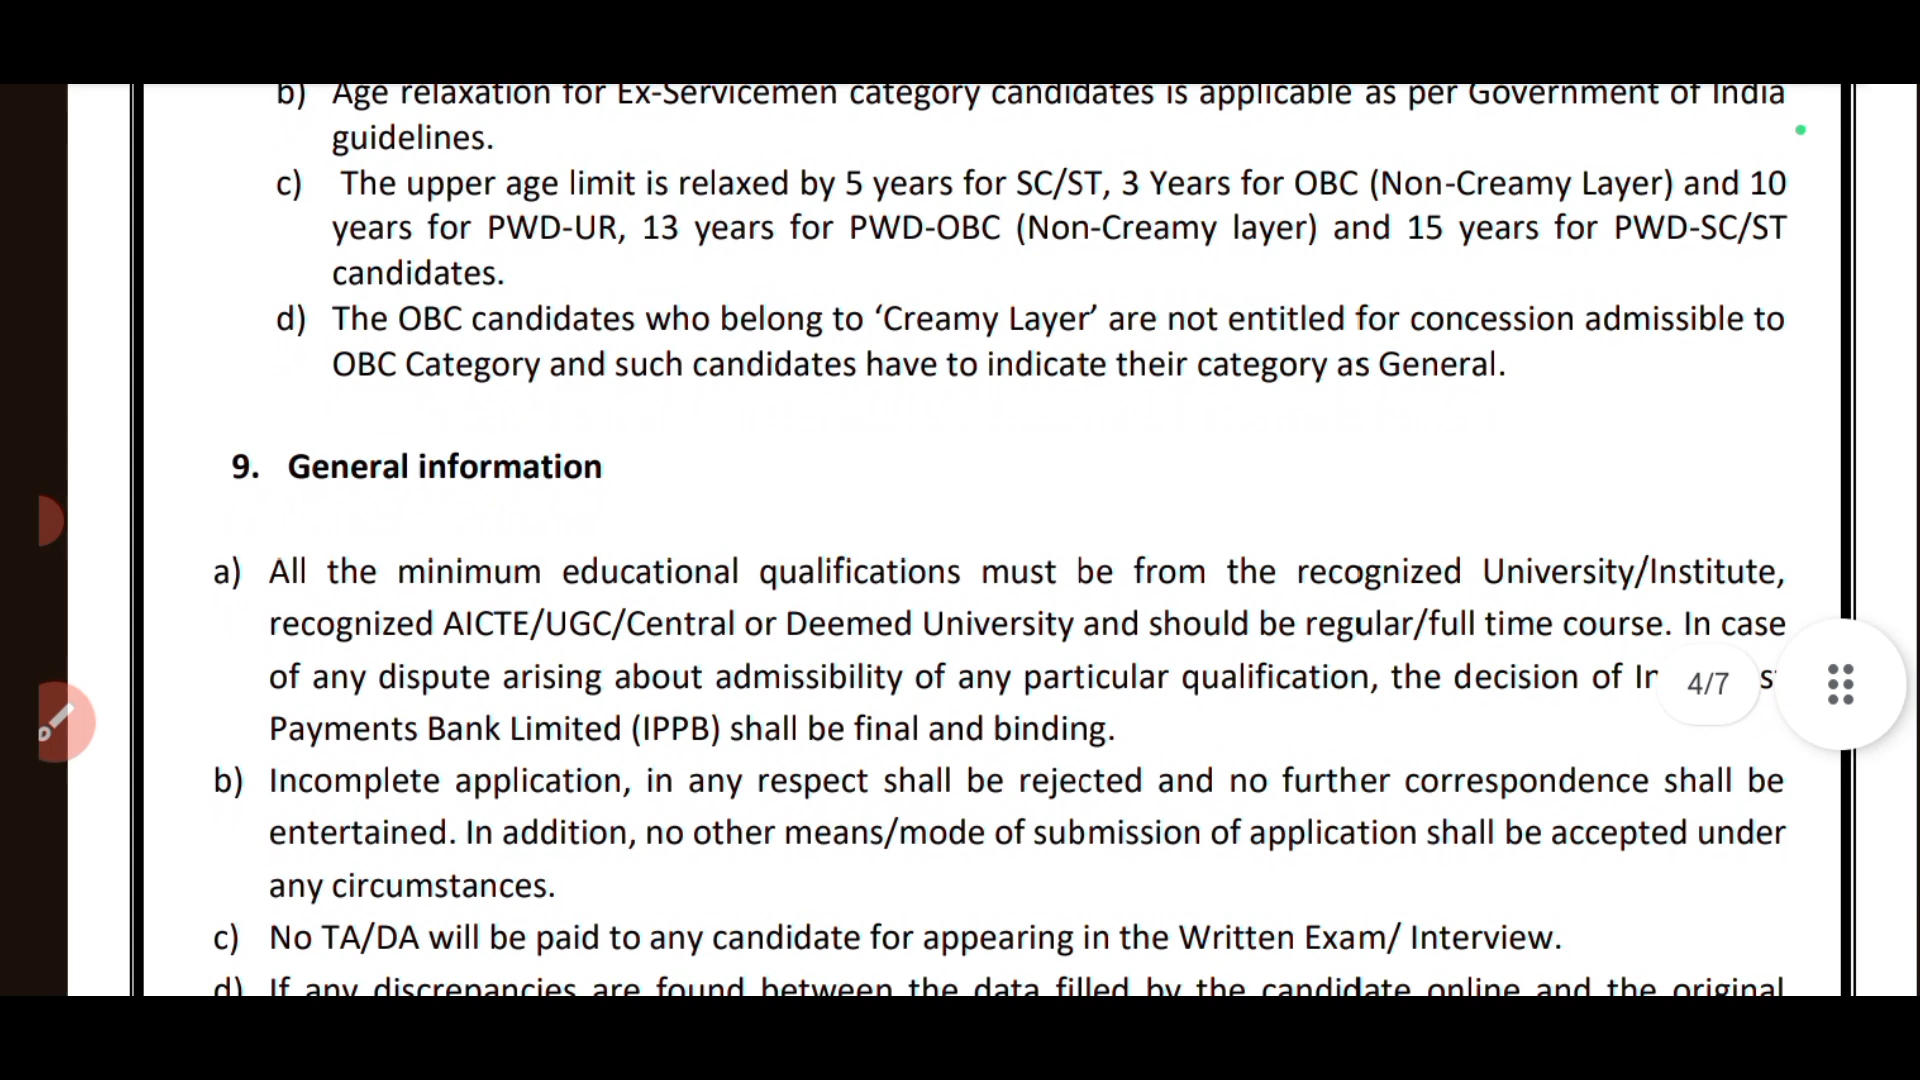 b) Age relaxation for Ex-Servicemen category candidates is applicable as per Government of India
guidelines.
c) The upper age limit is relaxed by 5 years for SC/ST, 3 Years for OBC (Non-Creamy Layer) and 10
years for PWD-UR, 13 years for PWD-OBC (Non-Creamy layer) and 15 years for PWD-SC/ST
candidates.
d) The OBC candidates who belong to ‘Creamy Layer’ are not entitled for concession admissible to
OBC Category and such candidates have to indicate their category as General.
9. General information
a) All the minimum educational qualifications must be from the recognized University/Institute,
recognized AICTE/UGC/Central or Deemed University and should be regular/full time course. In case
of any dispute arising about admissibility of any particular qualification, the decision of
4/7
Payments Bank Limited (IPPB) shall be final and binding.
b) Incomplete application, in any respect shall be rejected and no further correspondence shall be
entertained. In addition, no other means/mode of submission of application shall be accepted under
any circumstances.
c) No TA/DA will be paid to any candidate for appearing in the Written Exam/ Interview.
d) If any discrepancies are found between the data filled by the candidate online and the original